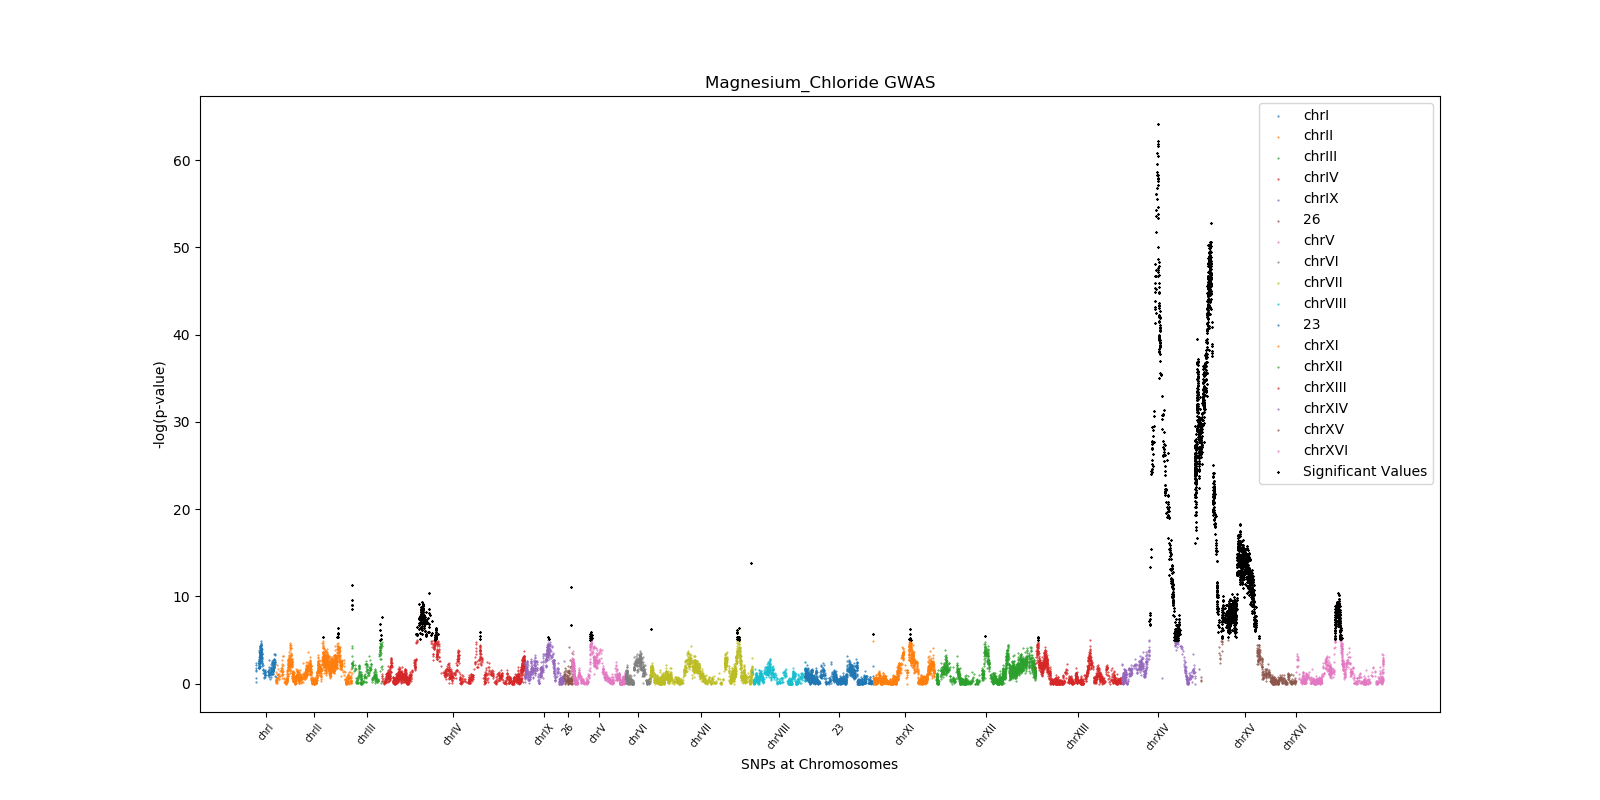 Magnesium_Chloride GWAS
60
50
40
30
20
10
0
-log(p-value)
chrI
chrII
chrIII
chrIV
chrIX
26
chrV
chrVI
chrVII
chrVIII
23
chrXI
chrXII
chrXIII
chrXIV
chrXV
chrXVI
Significant Values
chrI
chrII
chrIII
chrIV
chrIX
26
chrV
chrVI
chrVII
chrVIII
23
chrXI
chrXII
chrXIII
chrXIV
chrXV
chrXVI
SNPs at Chromosomes